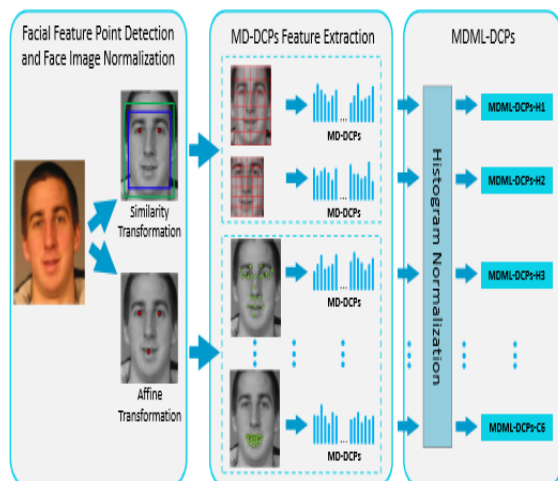 Facial Feature Point Detection
and Face Image Normalization
Similarity
Transformation
Affine
Transformation
MD-DCPs Feature Extraction
MD-DCPs
MD-DCPs
MD-DCPs
MD-DCPs
MDML-DCPs
Histogram Normalization
MDML-DCPs-H1
MDML-DCPs-H2
MDML-DCPs-H3
MDML-DCPs-C6